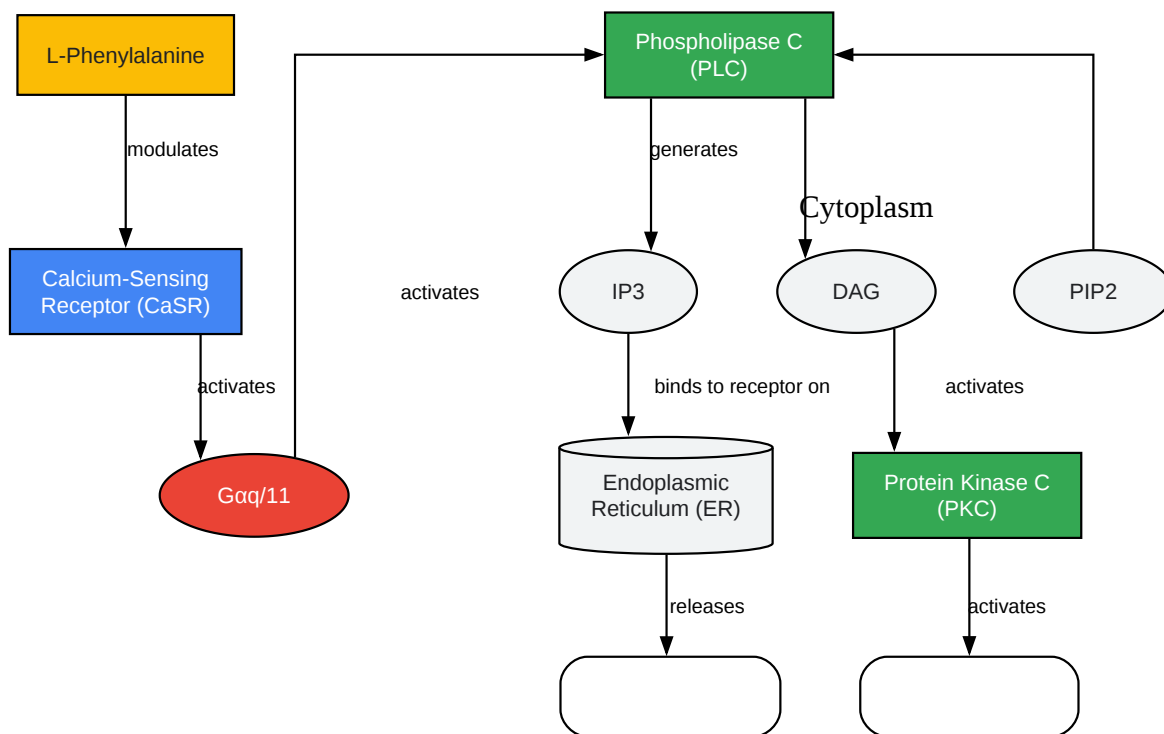 L-Phenylalanine
Phospholipase C
(PLC)
modulates
generates
Cytoplasm
Calcium-Sensing
Receptor (CaSR)
activates
IP3
DAG
PIP2
activates
binds to receptor on
activates
Gαq/11
Endoplasmic
Reticulum (ER)
Protein Kinase C
(PKC)
releases
activates